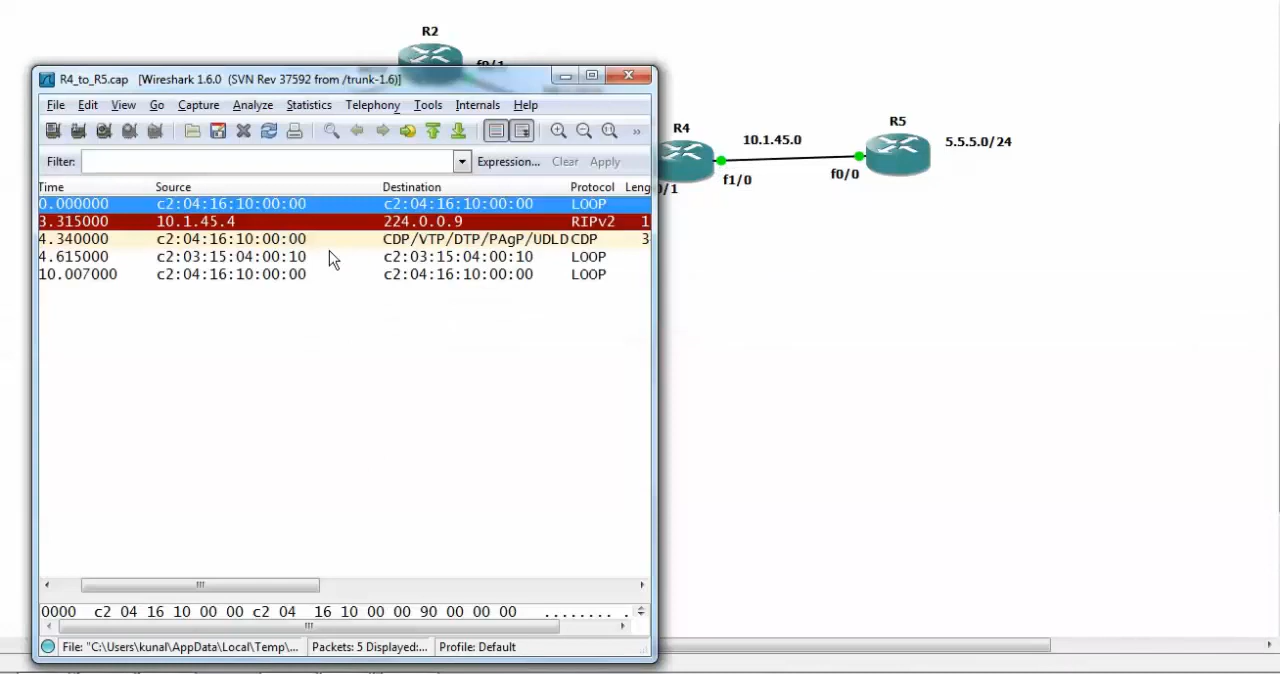 R2
f0/1
R4_to_R5.cap [Wireshark 1.6.0 (SVN Rev 37592 from /trunk-1.6)]
File Edit View Go Capture Analyze Statistics Telephony Tools Internals Help
Filter: Expression... Clear Apply
Time Source Destination Protocol Leng
0.000000 c2:04:16:10:00:00 c2:04:16:10:00:00 LOOP
3.315000 10.1.45.4 224.0.0.9 RIPv2 1
4.340000 c2:04:16:10:00:00 CDP/VTP/DTP/PAgP/UDLD CDP 3
4.615000 c2:03:15:04:00:10 c2:03:15:04:00:10 LOOP
10.007000 c2:04:16:10:00:00 c2:04:16:10:00:00 LOOP
0000 c2 04 16 10 00 00 c2 04 16 10 00 00 90 00 00 00 ........ .
File: "C:\Users\kunal\AppData\Local\Temp\... Packets: 5 Displayed:... Profile: Default
R4
10.1.45.0
R5
5.5.5.0/24
0/1
f1/0
f0/0